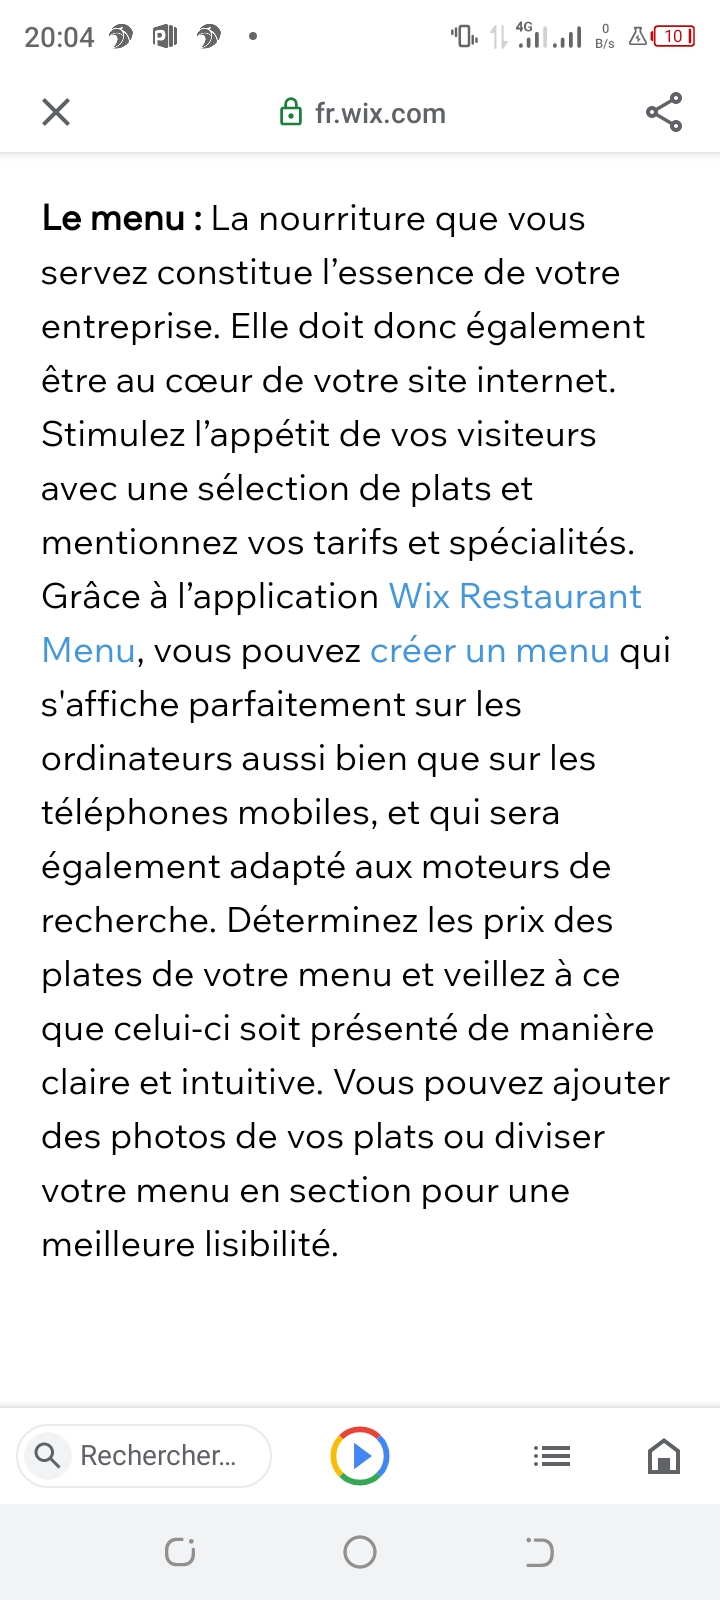 20:04
4G
0
B/s
10
fr.wix.com
Le menu : La nourriture que vous
servez constitue l’essence de votre
entreprise. Elle doit donc également
être au cœur de votre site internet.
Stimulez l’appétit de vos visiteurs
avec une sélection de plats et
mentionnez vos tarifs et spécialités.
Grâce à l’application Wix Restaurant
Menu, vous pouvez créer un menu qui
s'affiche parfaitement sur les
ordinateurs aussi bien que sur les
téléphones mobiles, et qui sera
également adapté aux moteurs de
recherche. Déterminez les prix des
plates de votre menu et veillez à ce
que celui-ci soit présenté de manière
claire et intuitive. Vous pouvez ajouter
des photos de vos plats ou diviser
votre menu en section pour une
meilleure lisibilité.
Rechercher...